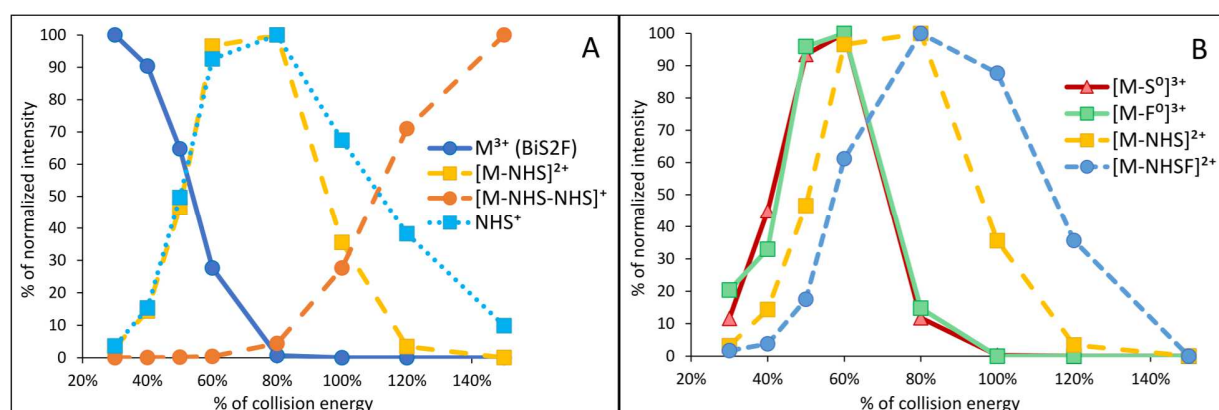 A
% of normalized intensity
100
90
80
70
60
50
40
30
20
10
0
M³⁺ (BiS2F)
[M-NHS]²⁺
[M-NHS-NHS]⁺
NHS⁺
20% 40% 60% 80% 100% 120% 140%
% of collision energy
B
% of normalized intensity
100
90
80
70
60
50
40
30
20
10
0
[M-S⁰]³⁺
[M-F⁰]³⁺
[M-NHS]²⁺
[M-NHSF]²⁺
20% 40% 60% 80% 100% 120% 140%
% of collision energy